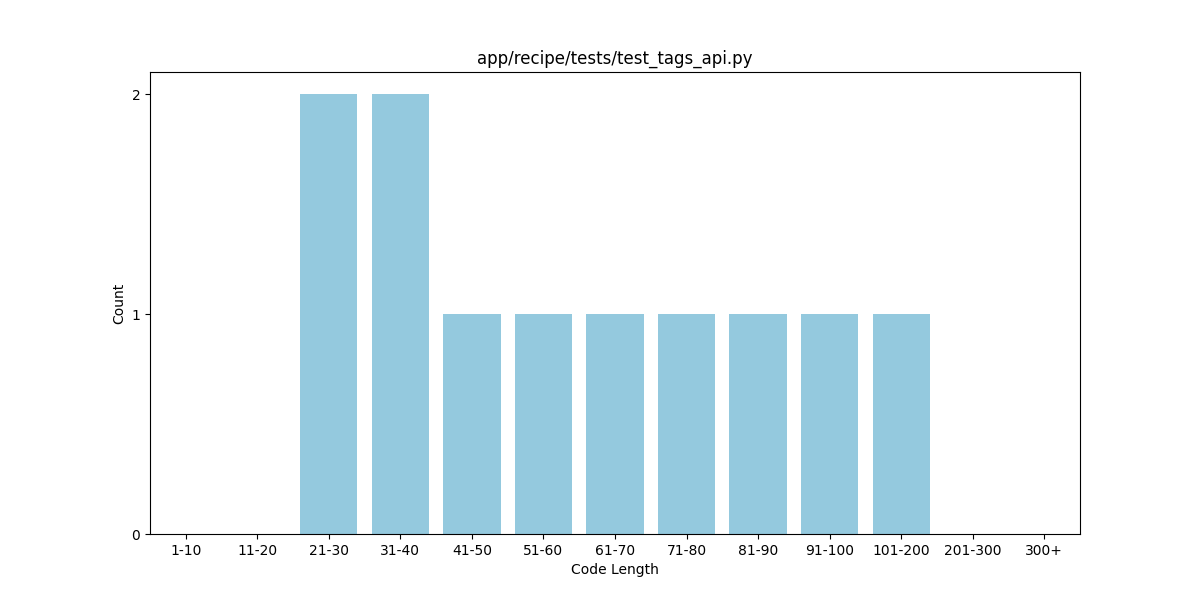 app/recipe/tests/test_tags_api.py
Count
2
1
0
1-10 11-20 21-30 31-40 41-50 51-60 61-70 71-80 81-90 91-100 101-200 201-300 300+
Code Length